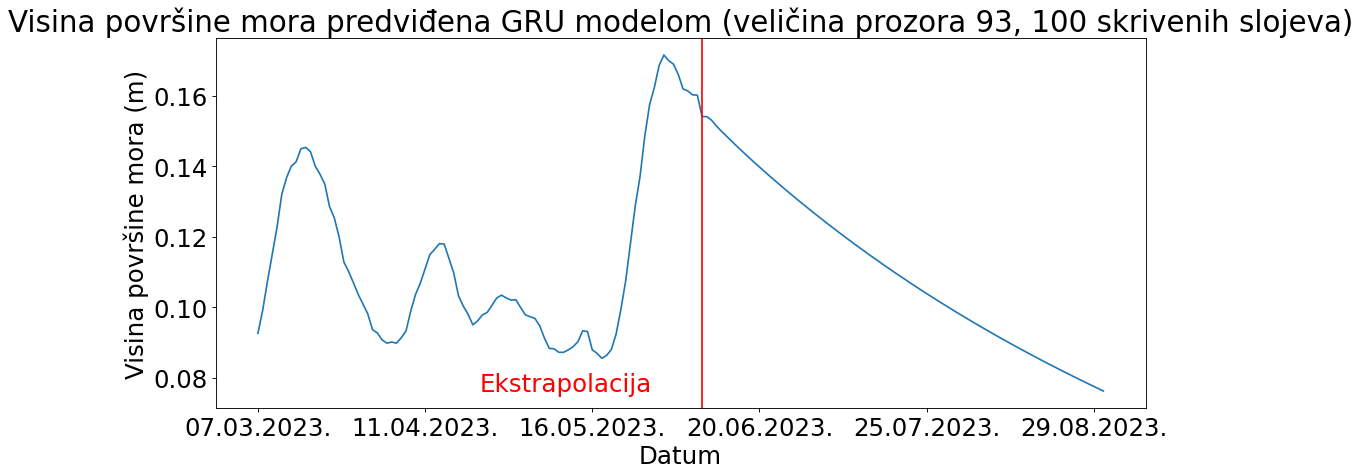 Visina površine mora predviđena GRU modelom (veličina prozora 93, 100 skrivenih slojeva)
Visina površine mora (m)
0.16
0.14
0.12
0.10
0.08
Ekstrapolacija
07.03.2023. 11.04.2023. 16.05.2023. 20.06.2023. 25.07.2023. 29.08.2023.
Datum